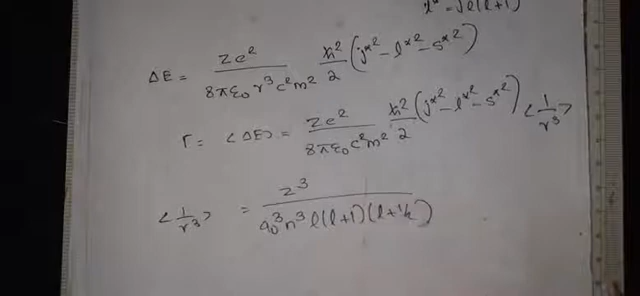 l* = √l(l+1)
ΔE = Ze²/8πε₀r³c²m² ħ²/2 (j*² - l*² - s*²)
Γ = <ΔE> = Ze²/8πε₀c²m² ħ²/2 (j*² - l*² - s*²) <1/r³>
<1/r³> = Z³/a₀³n³l(l+1)(l+½)